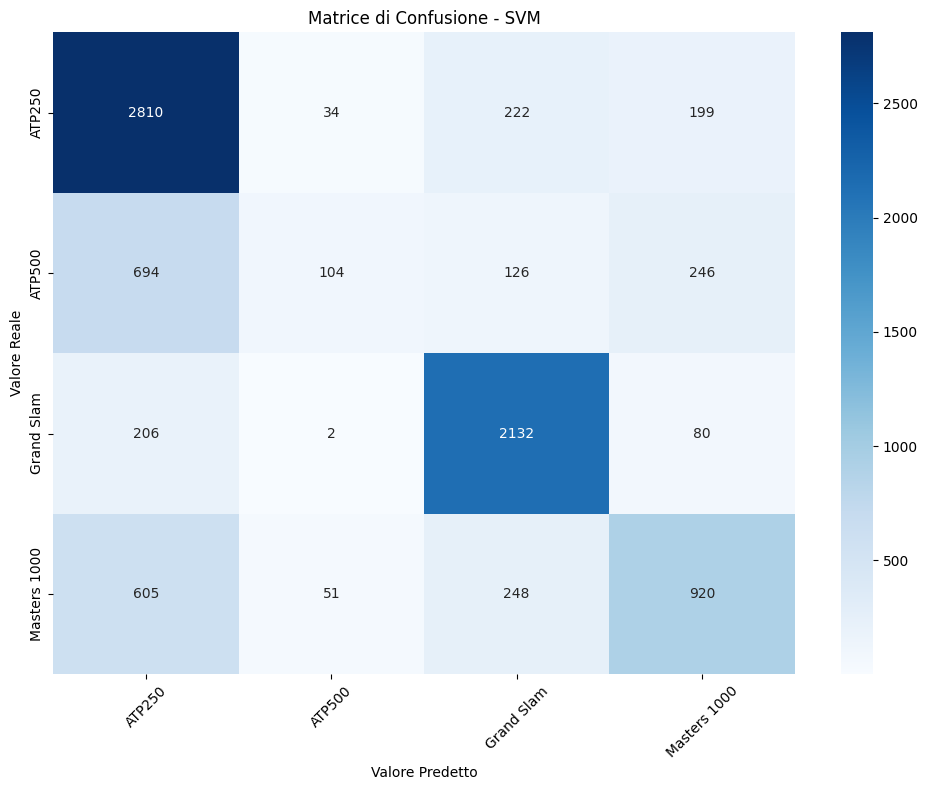 Matrice di Confusione - SVM
Valore Reale
ATP250 2810 34 222 199
ATP500 694 104 126 246
Grand Slam 206 2 2132 80
Masters 1000 605 51 248 920
ATP250 ATP500 Grand Slam Masters 1000
Valore Predetto
2500
2000
1500
1000
500